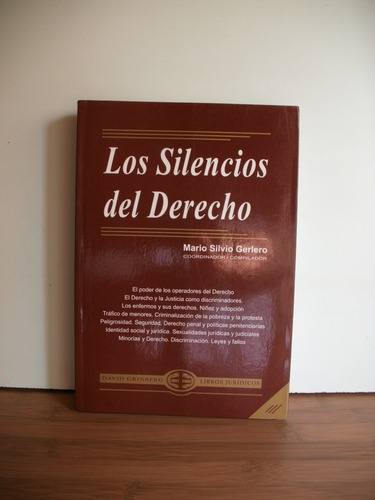 Los Silencios
del Derecho
Mario Silvio Gerlero
COORDINADOR - COMPILADOR
El poder de los operadores del Derecho
El Derecho y la Justicia como discriminadores
Los enfermos y sus derechos. Niñez y adopción
Tráfico de menores. Criminalización de la pobreza y la protesta
Peligrosidad. Seguridad. Derecho penal y políticas penitenciarias
Identidad social y jurídica. Sexualidades jurídicas y judiciales
Minorías y Derecho. Discriminación. Leyes y fallos
DAVID GRINBERG LIBROS JURÍDICOS